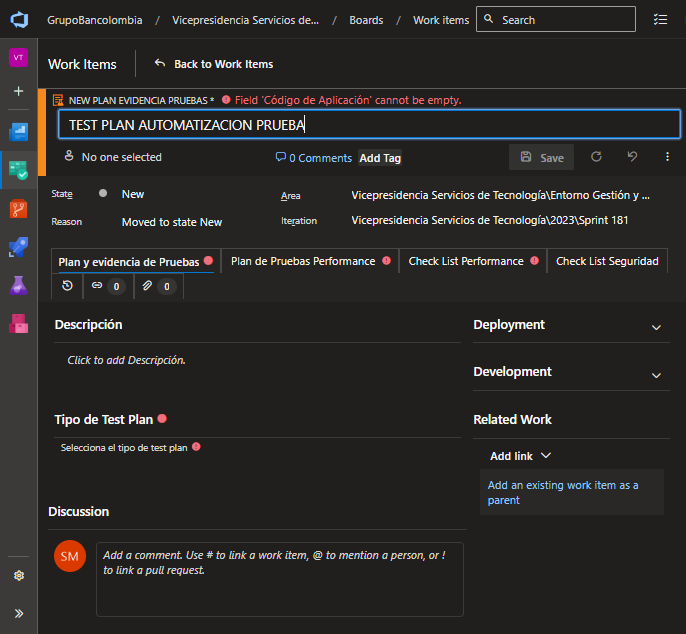 GrupoBancolombia / Vicepresidencia Servicios de... / Boards / Work items Search
VT
Work Items Back to Work Items
NEW PLAN EVIDENCIA PRUEBAS * Field 'Código de Aplicación' cannot be empty.
TEST PLAN AUTOMATIZACION PRUEBA
No one selected 0 Comments Add Tag Save
State New Area Vicepresidencia Servicios de Tecnología\Entorno Gestión y ...
Reason Moved to state New Iteration Vicepresidencia Servicios de Tecnología\2023\Sprint 181
Plan y evidencia de Pruebas Plan de Pruebas Performance Check List Performance Check List Seguridad
0 0
Descripción
Click to add Descripción.
Tipo de Test Plan
Selecciona el tipo de test plan
Deployment
Development
Related Work
Add link
Add an existing work item as a
parent
Discussion
SM
Add a comment. Use # to link a work item, @ to mention a person, or !
to link a pull request.